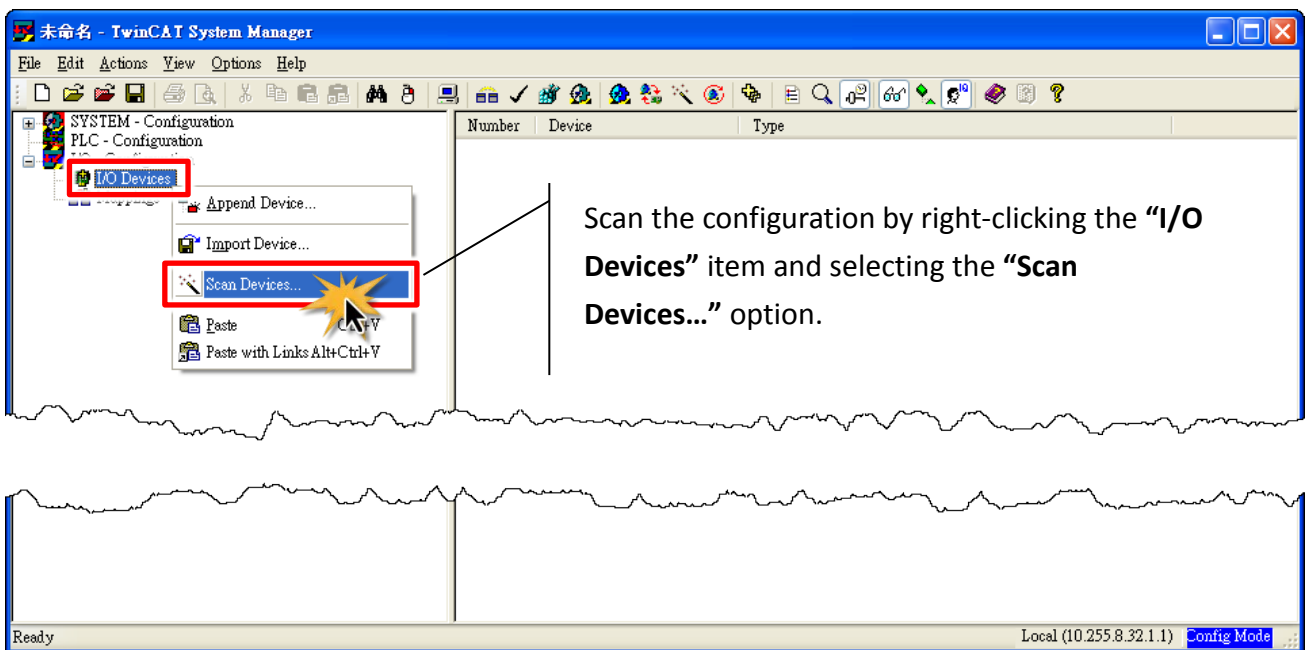 未命名 - TwinCAT System Manager
File Edit Actions View Options Help
SYSTEM - Configuration
PLC - Configuration
I/O Devices
Number Device Type
Append Device...
Import Device...
Scan Devices...
Paste
Paste with Links Alt+Ctrl+V
Scan the configuration by right-clicking the “I/O
Devices” item and selecting the “Scan
Devices…” option.
Ready
Local (10.255.8.32.1.1) Config Mode